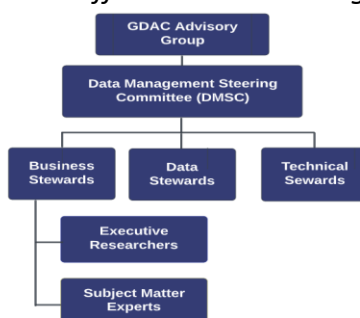 GDAC Advisory
Group
Data Management Steering
Committee (DMSC)
Business
Stewards
Data
Stewards
Technical
Sewards
Executive
Researchers
Subject Matter
Experts